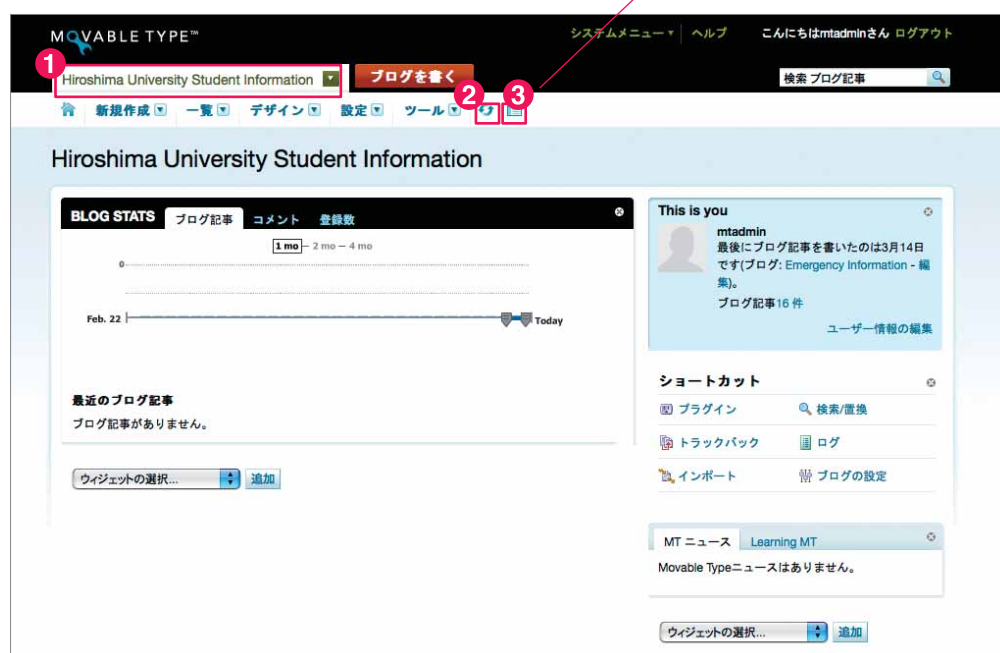 MOVABLE TYPE™
システムメニュー ヘルプ こんにちはmtadminさん ログアウト
1
Hiroshima University Student Information ブログを書く
検索 ブログ記事
2 3
新規作成 一覧 デザイン 設定 ツール
Hiroshima University Student Information
BLOG STATS ブログ記事 コメント 登録数
1 mo – 2 mo – 4 mo
0
Feb. 22 Today
最近のブログ記事
ブログ記事がありません。
ウィジェットの選択... 追加
This is you
mtadmin
最後にブログ記事を書いたのは3月14日
です(ブログ: Emergency Information - 編
集)。
ブログ記事16 件
ユーザー情報の編集
ショートカット
プラグイン 検索/置換
トラックバック ログ
インポート ブログの設定
MT ニュース Learning MT
Movable Typeニュースはありません。
ウィジェットの選択... 追加